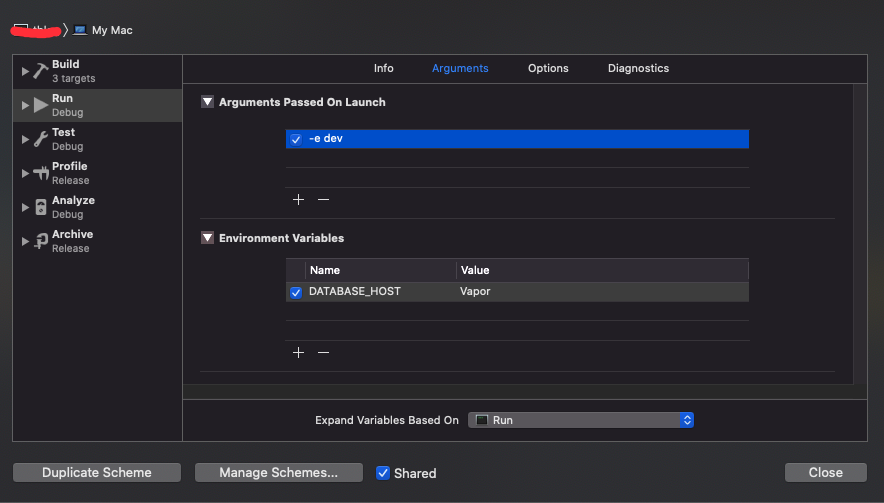 My Mac
Info Arguments Options Diagnostics
Build
3 targets
Run
Debug
Test
Debug
Profile
Release
Analyze
Debug
Archive
Release
Arguments Passed On Launch
-e dev
Environment Variables
Name Value
DATABASE_HOST Vapor
Expand Variables Based On Run
Duplicate Scheme Manage Schemes... Shared Close